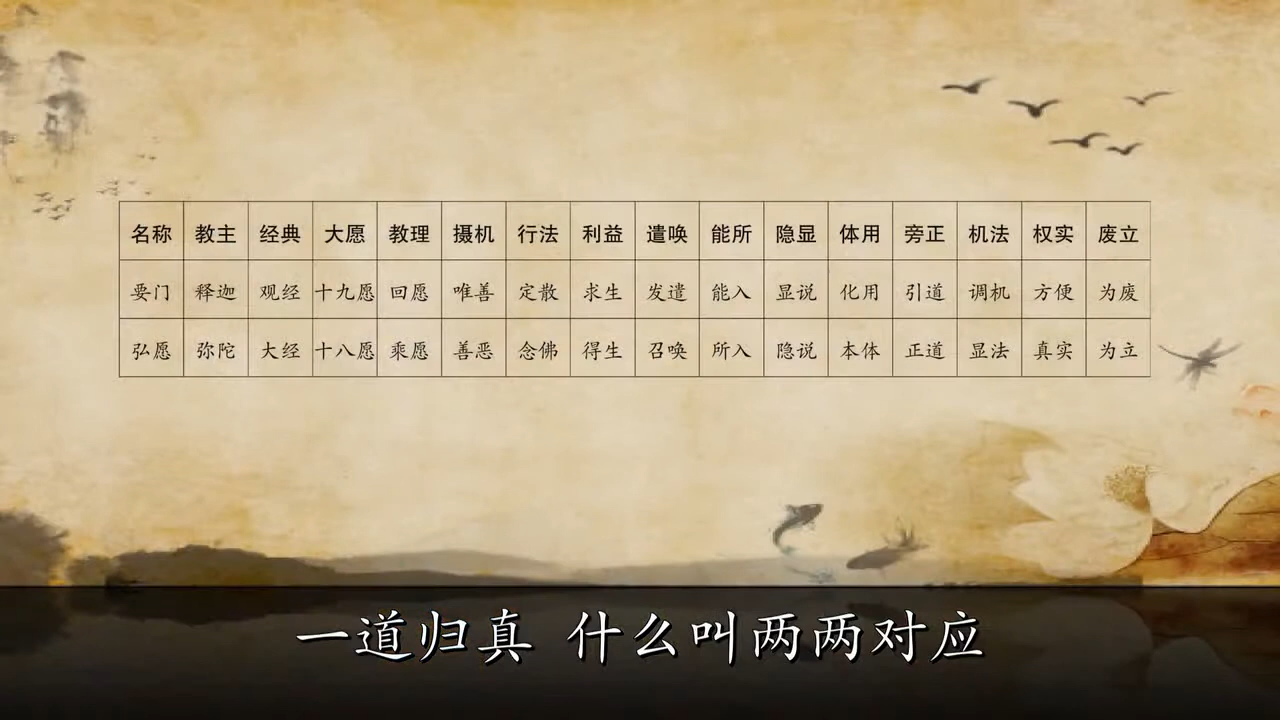 名称 教主 经典 大愿 教理 摄机 行法 利益 遣唤 能所 隐显 体用 旁正 机法 权实 废立
要门 释迦 观经 十九愿 回愿 唯善 定散 求生 发遣 能入 显说 化用 引道 调机 方便 为废
弘愿 弥陀 大经 十八愿 乘愿 善恶 念佛 得生 召唤 所入 隐说 本体 正道 显法 真实 为立
一道归真 什么叫两两对应